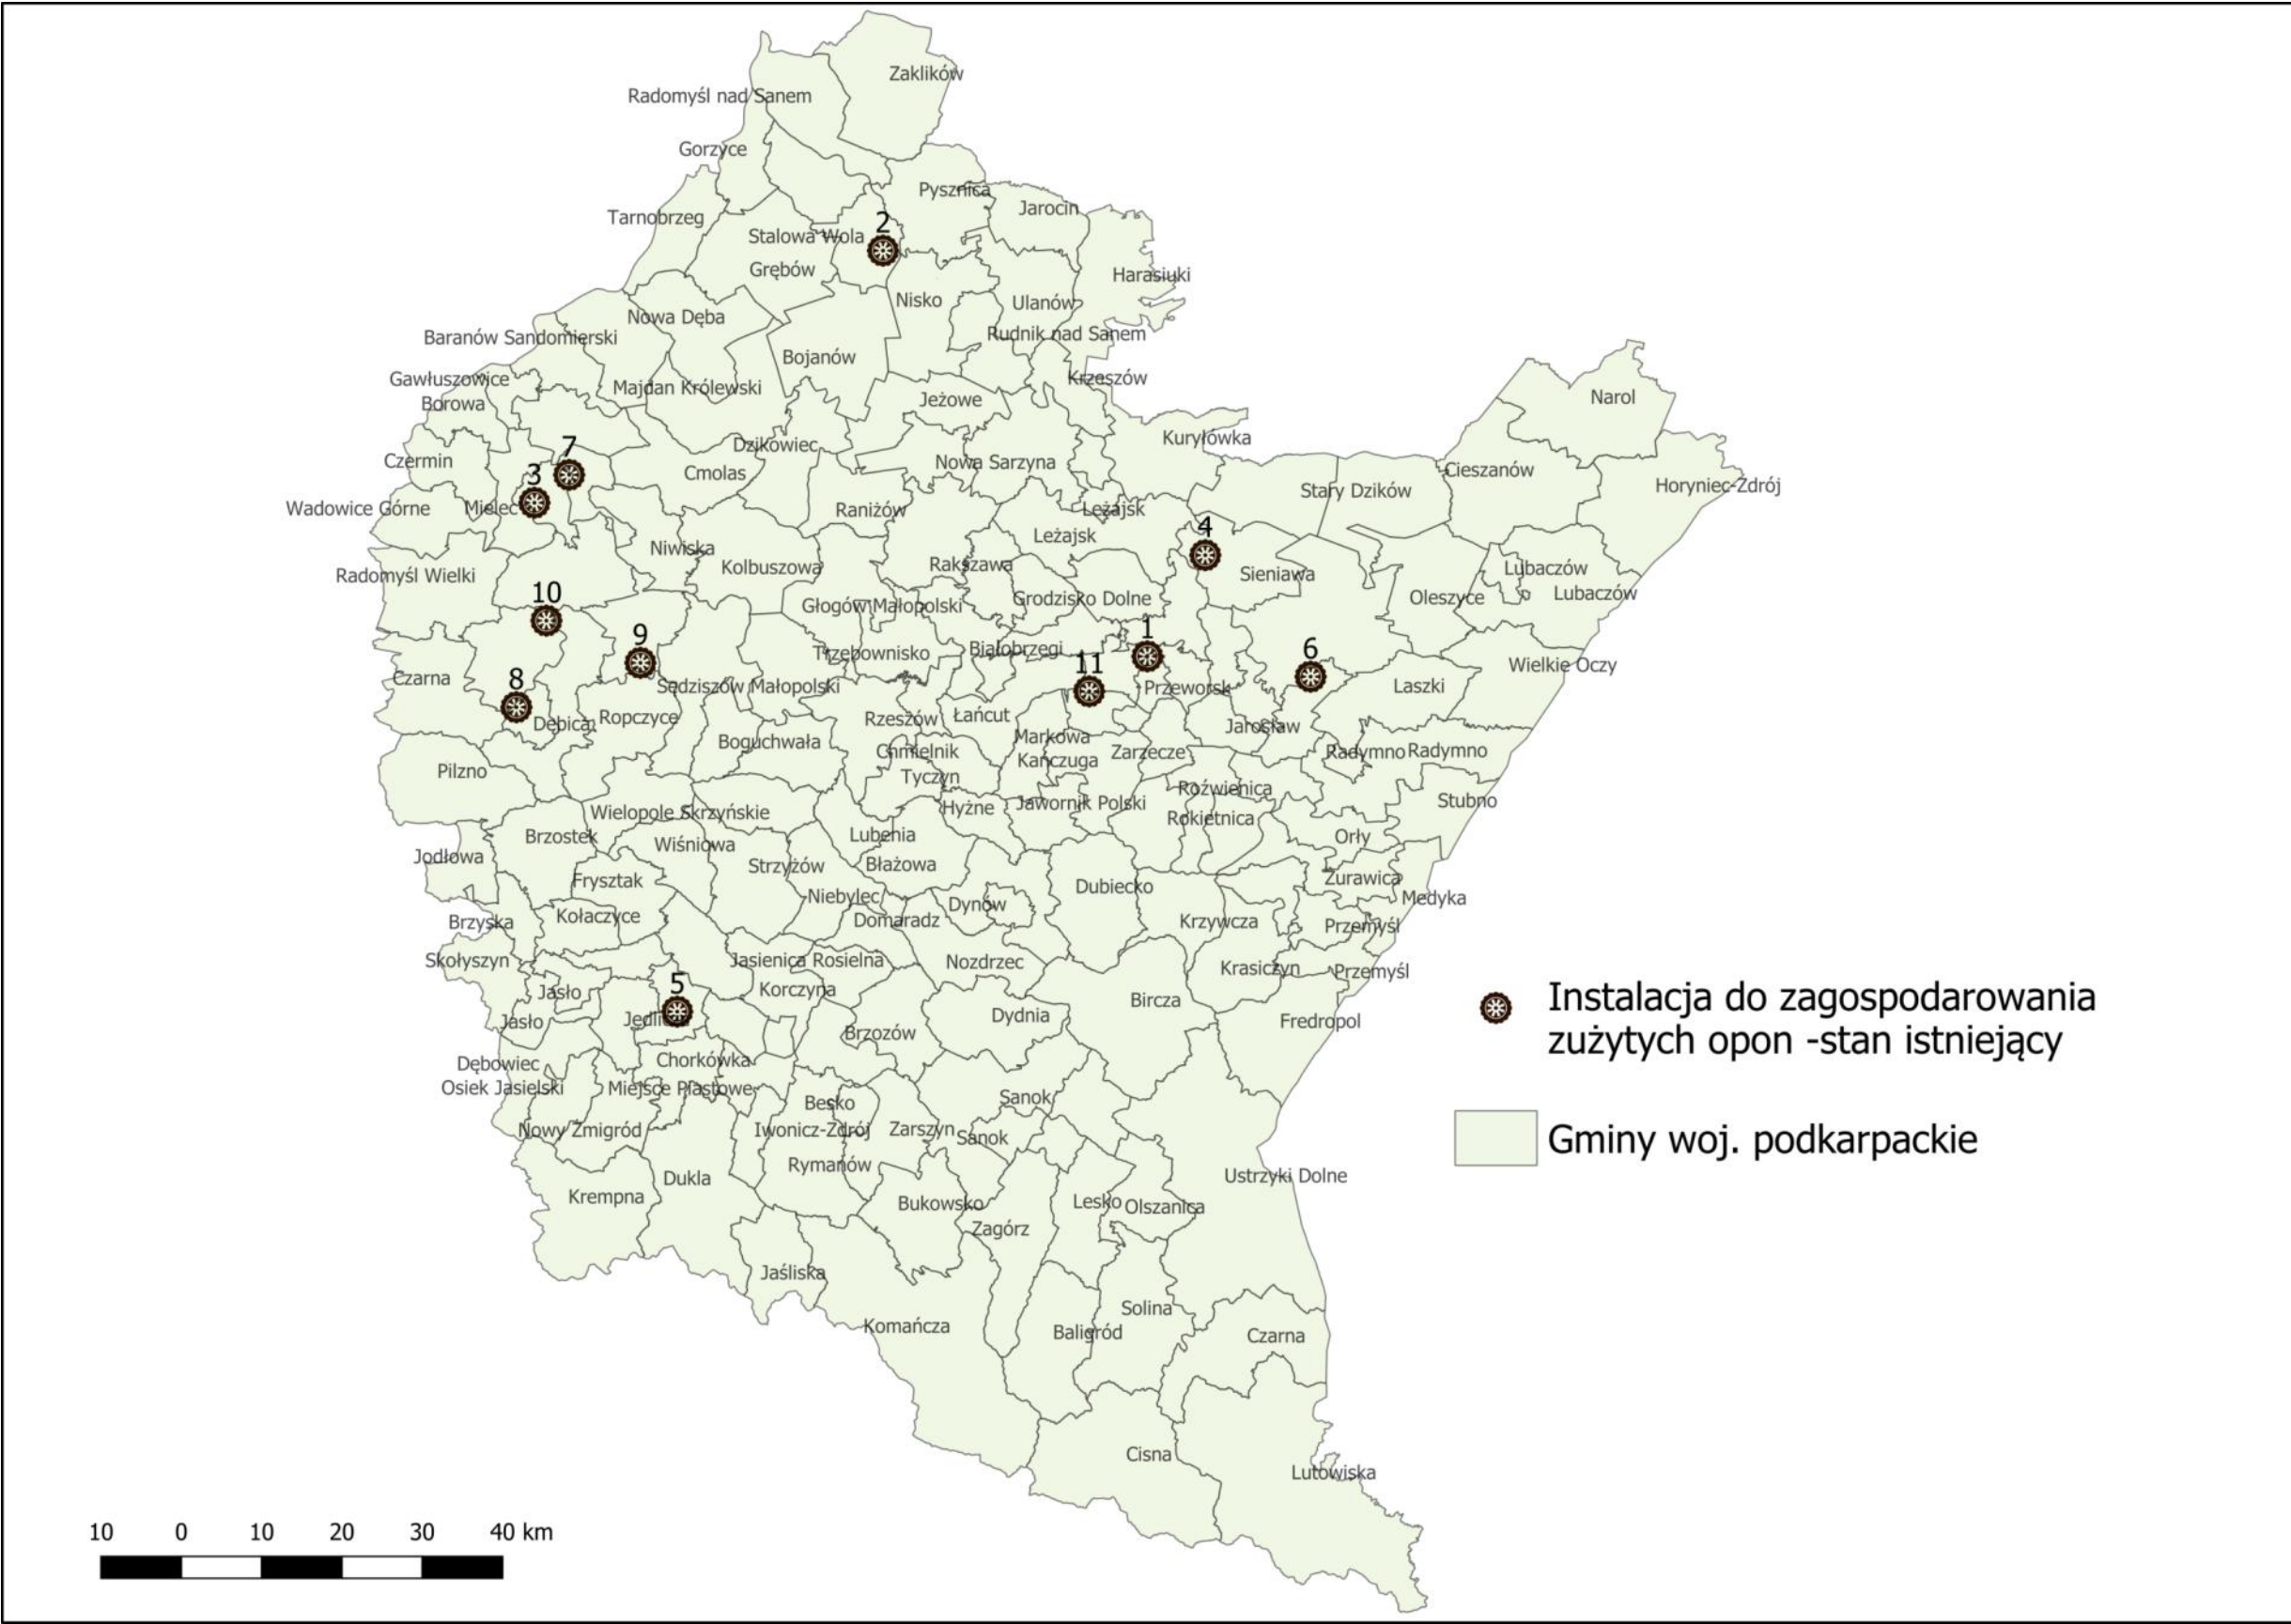 Zaklików
Radomyśl nad Sanem
Gorzyce
Pysznica
Jarocin
Tarnobrzeg
2
Stalowa Wola
Grębów
Harasiuki
Nisko
Ulanów
Nowa Dęba
Rudnik nad Sanem
Baranów Sandomierski
Bojanów
Krzeszów
Gawłuszowice
Majdan Królewski
Narol
Borowa
Jeżowe
Kuryłówka
Dzikowiec
7
Czermin
Nowa Sarzyna
Cieszanów
3
Cmolas
Horyniec-Zdrój
Stary Dzików
Wadowice Górne
Mielec
Raniżów
Leżajsk
4
Leżajsk
Niwiska
Kolbuszowa
Rakszawa
Lubaczów
Radomyśl Wielki
Sieniawa
10
Głogów Małopolski
Grodzisko Dolne
Oleszyce
Lubaczów
9
1
Trzebownisko
Białobrzegi
6
11
Wielkie Oczy
Czarna
8
Sędziszów Małopolski
Przeworsk
Laszki
Dębica
Ropczyce
Rzeszów
Łańcut
Jarosław
Boguchwała
Markowa
Chmielnik
Kańczuga
Zarzecze
Radymno
Radymno
Pilzno
Tyczyn
Roźwienica
Hyżne
Jawornik Polski
Stubno
Wielopole Skrzyńskie
Rokietnica
Brzostek
Wiśniowa
Lubenia
Orły
Jodłowa
Strzyżów
Błażowa
Frysztak
Dubiecko
Żurawica
Niebylec
Dynów
Medyka
Kołaczyce
Brzyska
Domaradz
Krzywcza
Przemyśl
Skołyszyn
Jasienica Rosielna
Nozdrzec
Krasiczyn
Przemyśl
5
Jasło
Korczyna
Bircza
Instalacja do zagospodarowania
zużytych opon -stan istniejący
Jasło
Dydnia
Fredropol
Brzozów
Dębowiec
Chorkówka
Osiek Jasielski
Miejsce Piastowe
Besko
Sanok
Nowy Żmigród
Iwonicz-Zdrój
Zarszyn
Sanok
Gminy woj. podkarpackie
Rymanów
Dukla
Ustrzyki Dolne
Krempna
Bukowsko
Lesko
Olszanica
Zagórz
Jaśliska
Solina
Komańcza
Baligród
Czarna
Cisna
Lutowiska
10 0 10 20 30 40 km